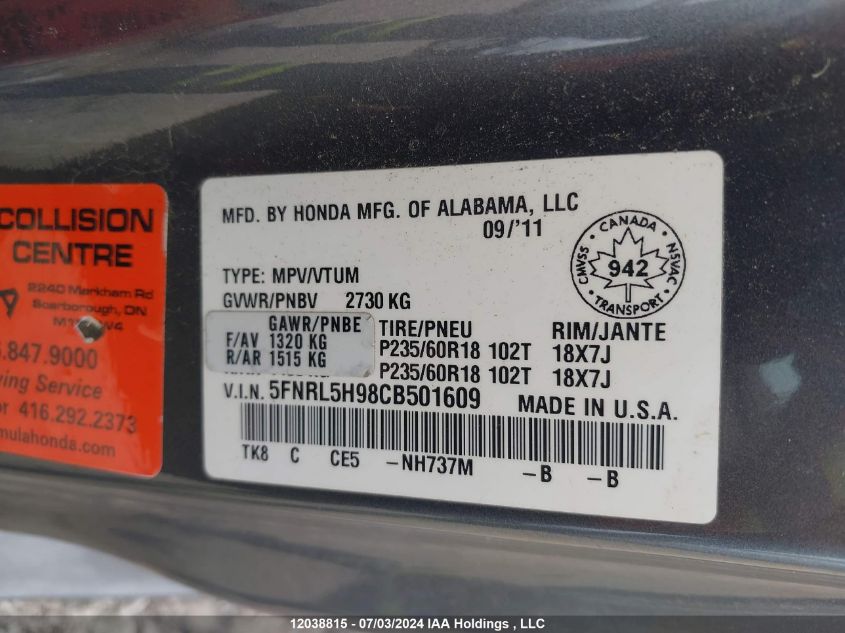 COLLISION
CENTRE
2240 Markham Rd
Scarborough, ON
.847.9000
ving Service
or 416.292.2373
mulahonda.com
MFD. BY HONDA MFG. OF ALABAMA, LLC
09/'11
CANADA
CMVSS 942 NSVAC
TRANSPORT
TYPE: MPV/VTUM
GVWR/PNBV 2730 KG
GAWR/PNBE TIRE/PNEU RIM/JANTE
F/AV 1320 KG P235/60R18 102T 18X7J
R/AR 1515 KG P235/60R18 102T 18X7J
V.I.N. 5FNRL5H98CB501609 MADE IN U.S.A.
TK8 C CE5 -NH737M -B -B
12038815 - 07/03/2024 IAA Holdings , LLC